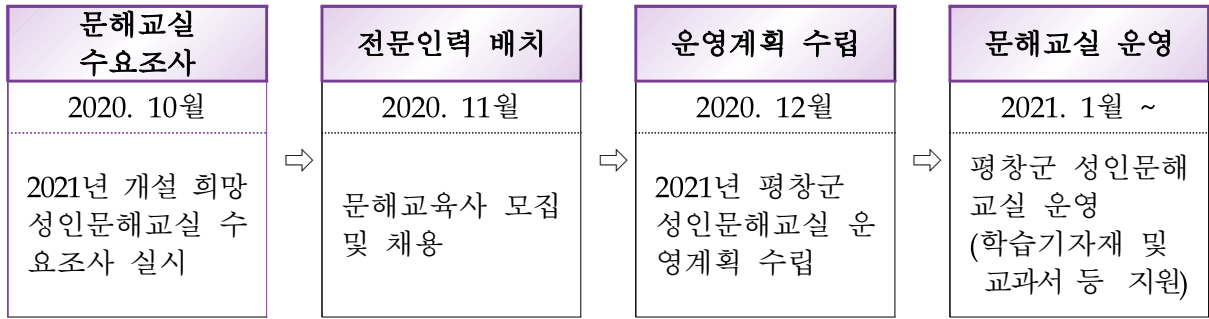 문해교실
수요조사
2020. 10월
2021년 개설 희망
성인문해교실 수
요조사 실시
⇨
전문인력 배치
2020. 11월
문해교육사 모집
및 채용
⇨
운영계획 수립
2020. 12월
2021년 평창군
성인문해교실 운
영계획 수립
⇨
문해교실 운영
2021. 1월 ~
평창군 성인문해
교실 운영
(학습기자재 및
교과서 등 지원)